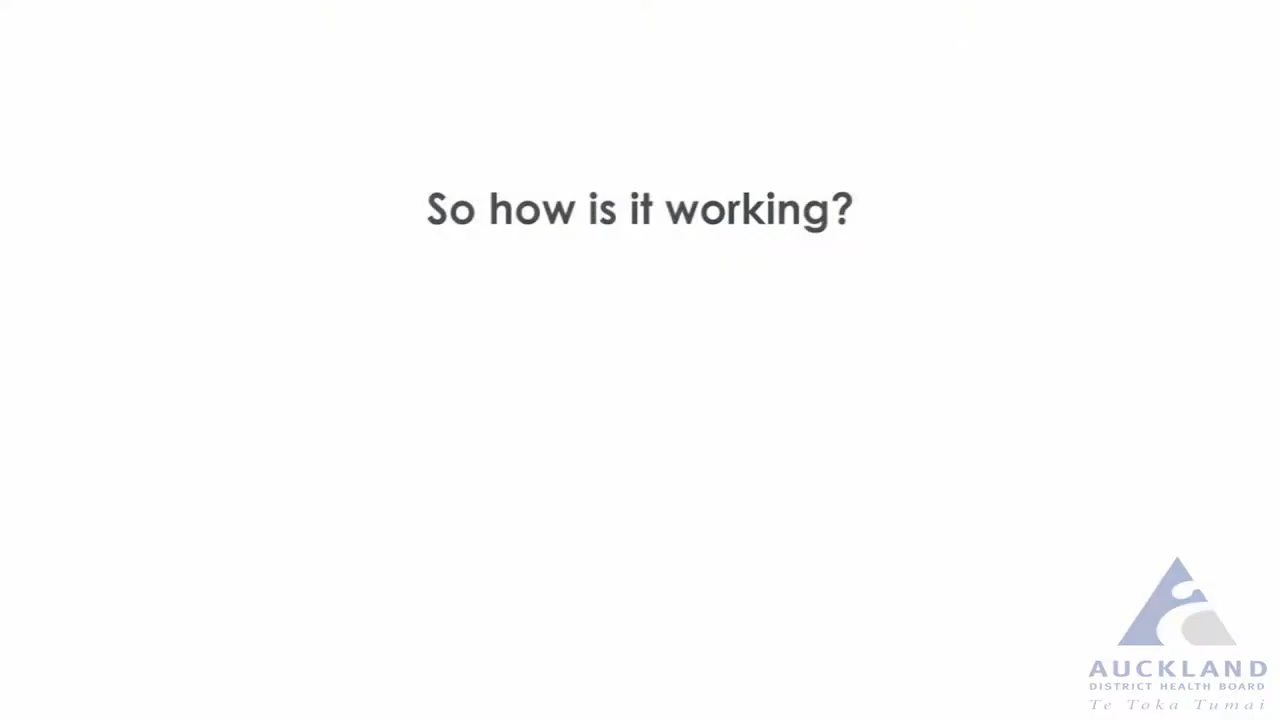 So how is it working?
AUCKLAND
DISTRICT HEALTH BOARD
Te Toka Tumai